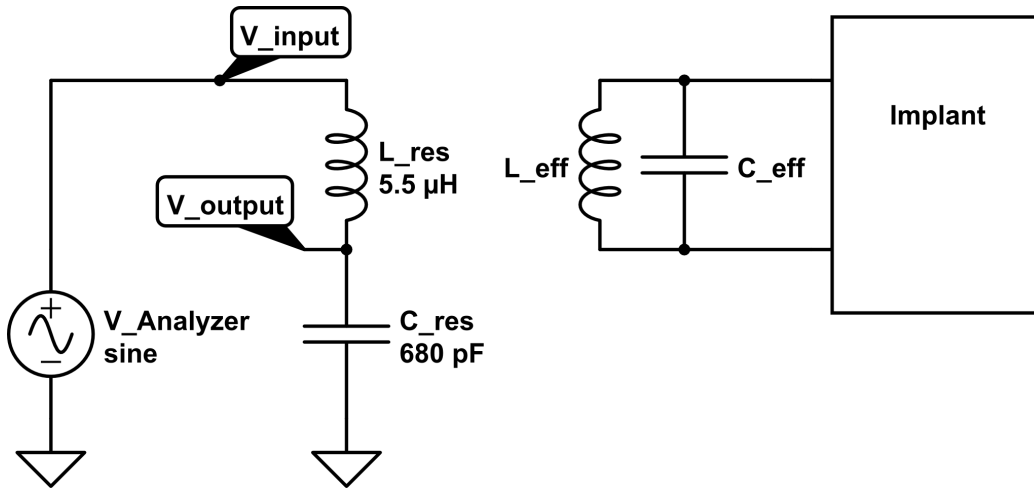 V_input
L_res
5.5 µH
V_output
V_Analyzer
sine
C_res
680 pF
L_eff
C_eff
Implant